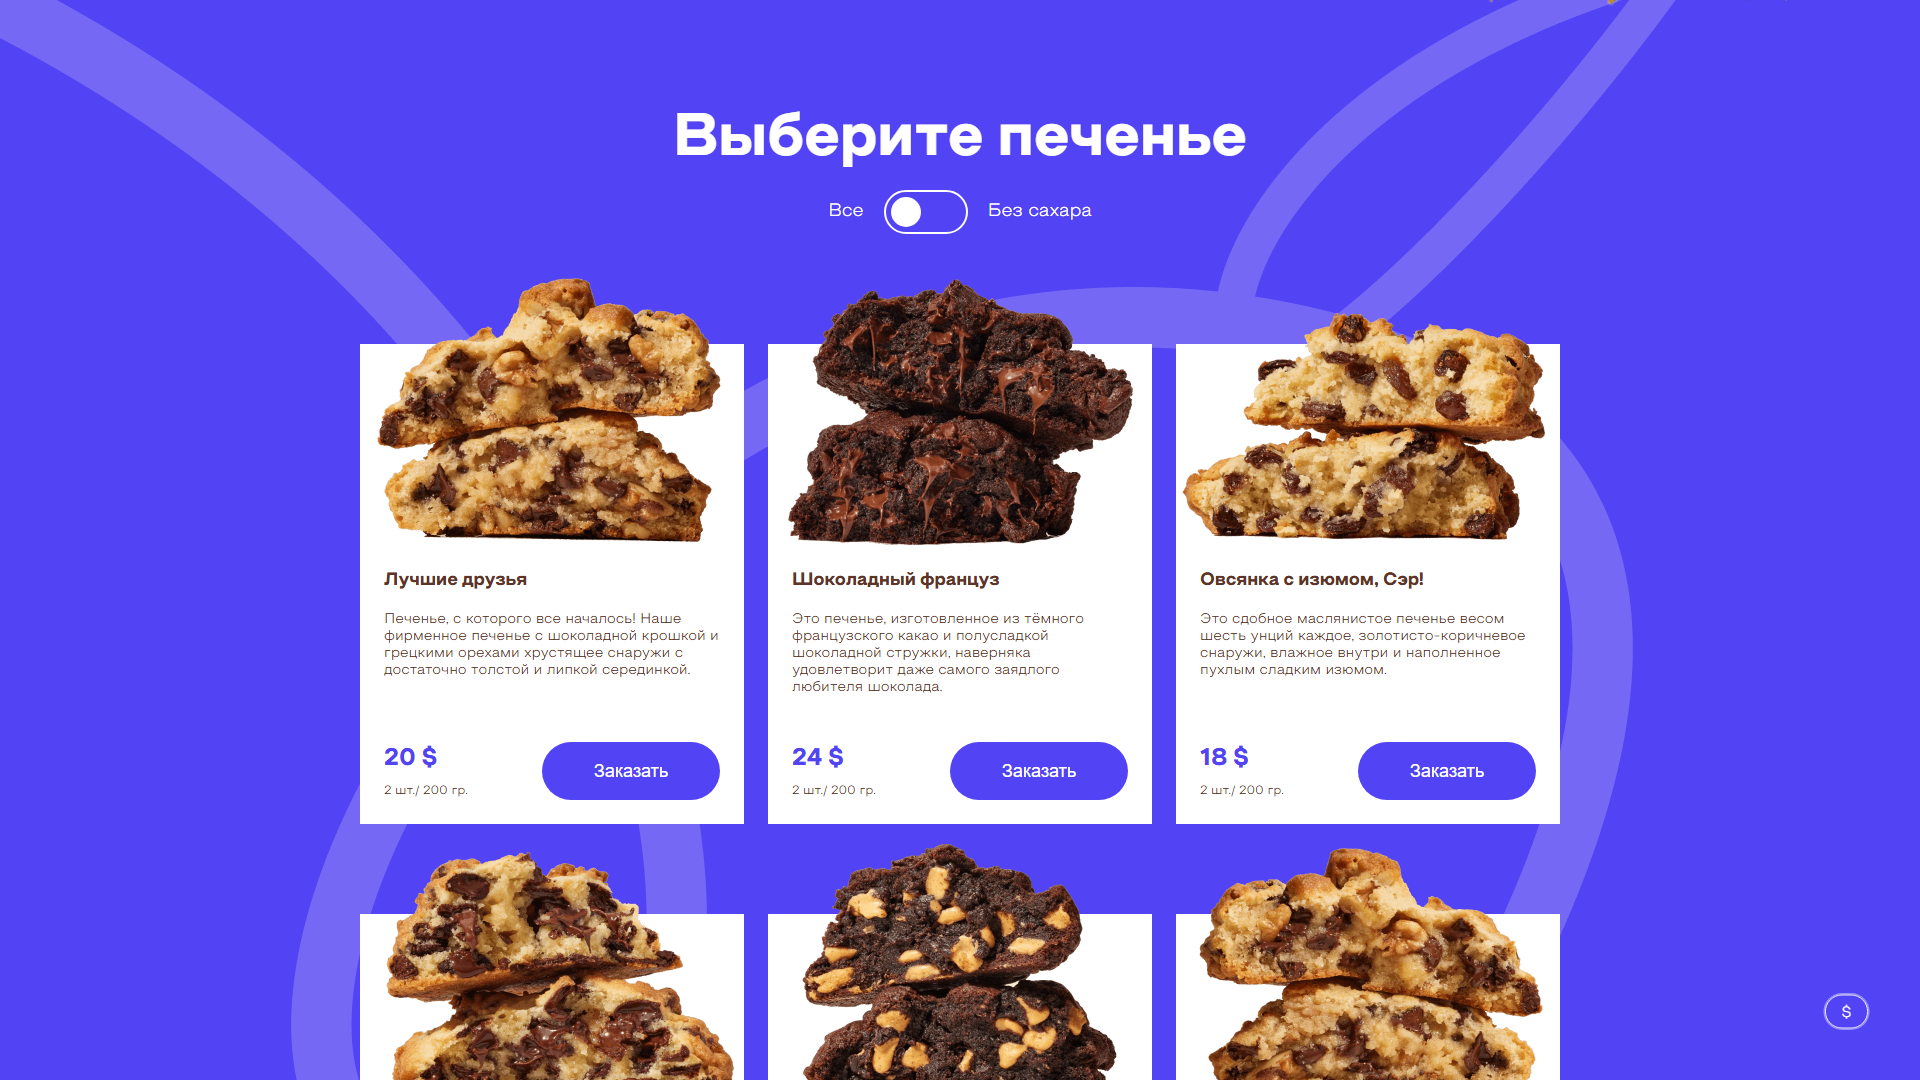 Выберите печенье
Все
Без сахара
Лучшие друзья
Печенье, с которого все началось! Наше
фирменное печенье с шоколадной крошкой и
грецкими орехами хрустящее снаружи с
достаточно толстой и липкой серединкой.
20 $
2 шт./ 200 гр.
Заказать
Шоколадный француз
Это печенье, изготовленное из тёмного
французского какао и полусладкой
шоколадной стружки, наверняка
удовлетворит даже самого заядлого
любителя шоколада.
24 $
2 шт./ 200 гр.
Заказать
Овсянка с изюмом, Сэр!
Это сдобное маслянистое печенье весом
шесть унций каждое, золотисто-коричневое
снаружи, влажное внутри и наполненное
пухлым сладким изюмом.
18 $
2 шт./ 200 гр.
Заказать
$